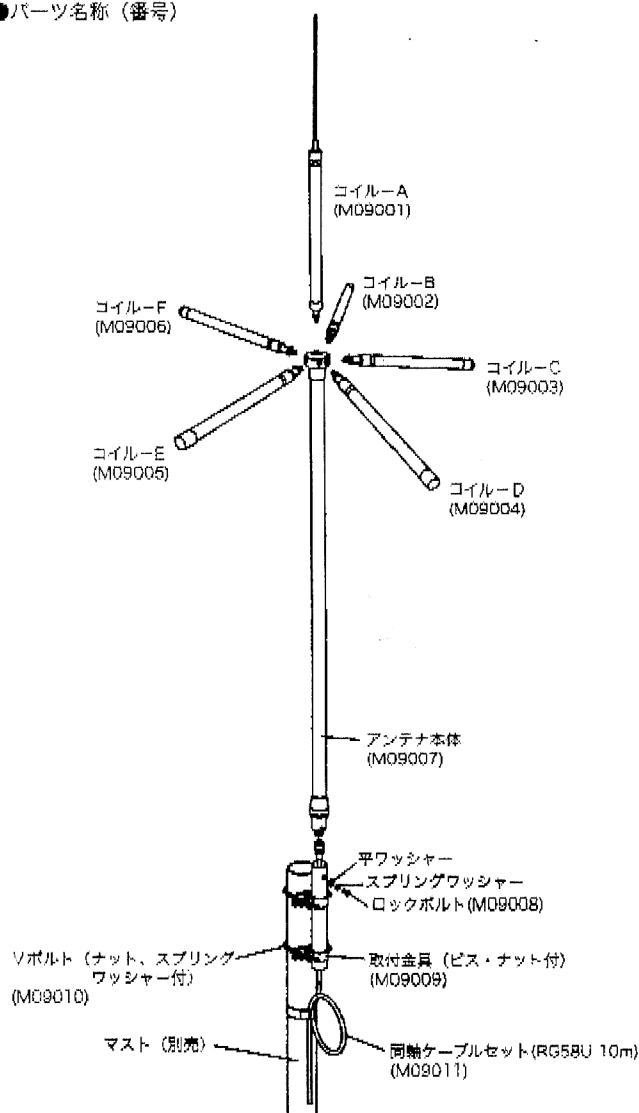 ●パーツ名称（番号）
コイルーA
(M09001)
コイルーB
(M09002)
コイルーF
(M09006)
コイルーC
(M09003)
コイルーE
(M09005)
コイルーD
(M09004)
アンテナ本体
(M09007)
平ワッシャー
スプリングワッシャー
ロックボルト(M09008)
Vボルト（ナット、スプリング
ワッシャー付）
(M09010)
取付金具（ビス・ナット付）
(M09009)
マスト（別売）
同軸ケーブルセット(RG58U 10m)
(M09011)